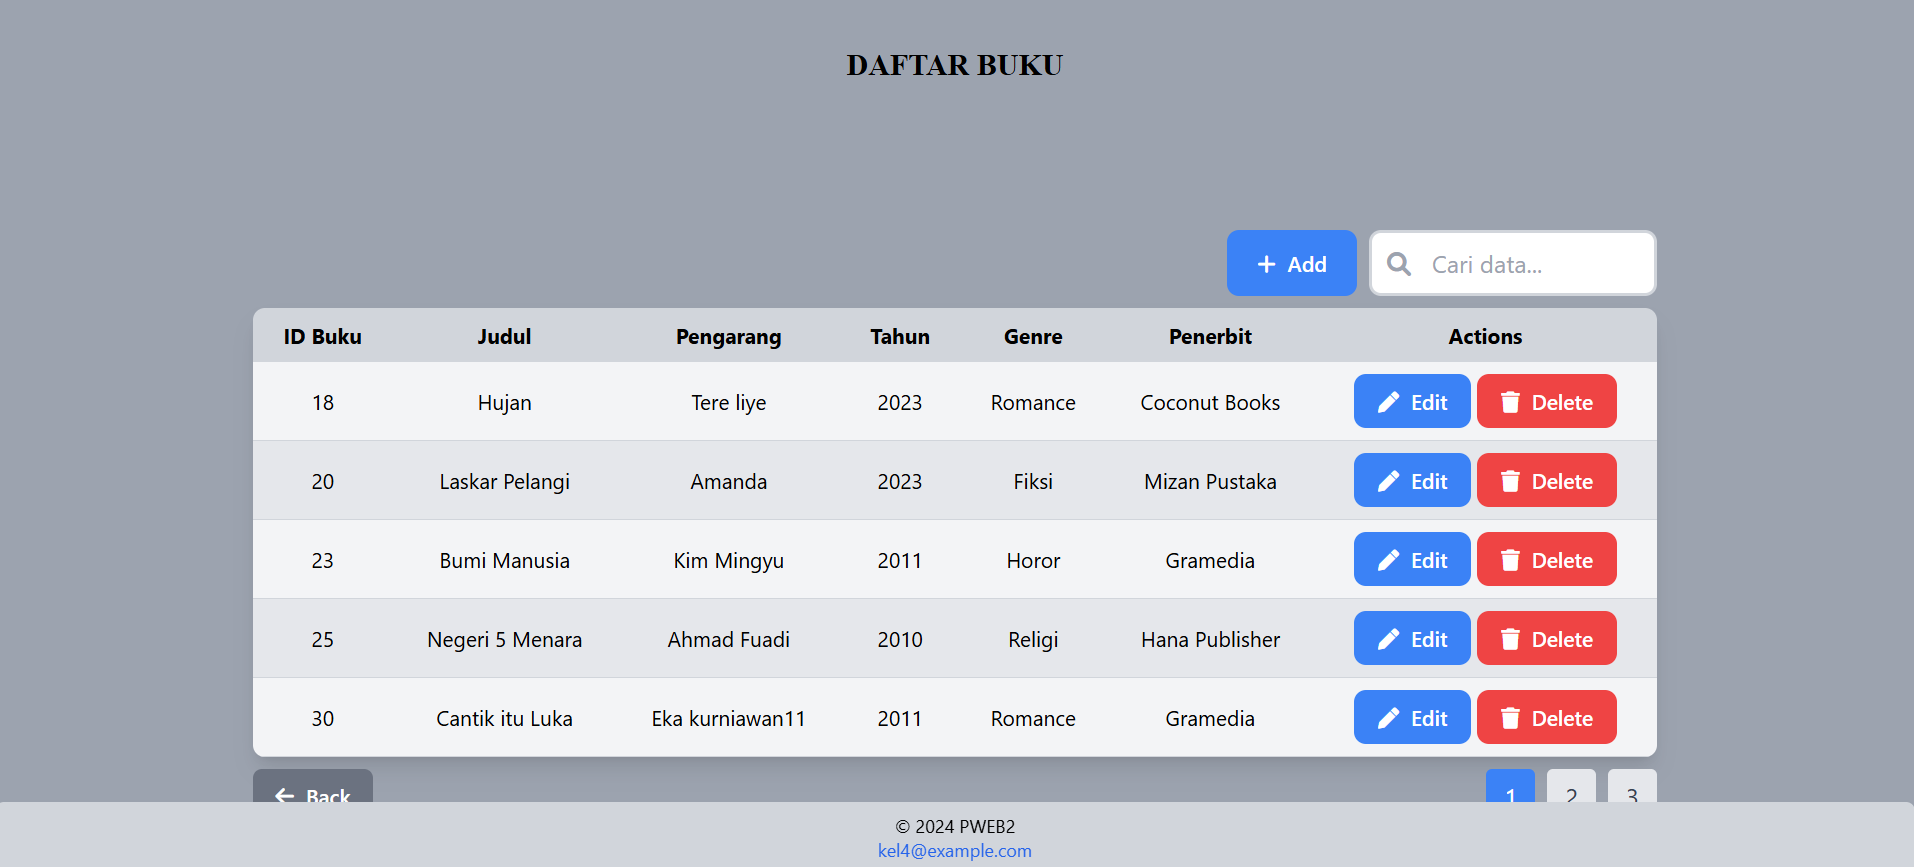 DAFTAR BUKU
Add Cari data...
ID Buku Judul Pengarang Tahun Genre Penerbit Actions
18 Hujan Tere liye 2023 Romance Coconut Books Edit Delete
20 Laskar Pelangi Amanda 2023 Fiksi Mizan Pustaka Edit Delete
23 Bumi Manusia Kim Mingyu 2011 Horor Gramedia Edit Delete
25 Negeri 5 Menara Ahmad Fuadi 2010 Religi Hana Publisher Edit Delete
30 Cantik itu Luka Eka kurniawan11 2011 Romance Gramedia Edit Delete
Back 1 2 3
© 2024 PWEB2
kel4@example.com